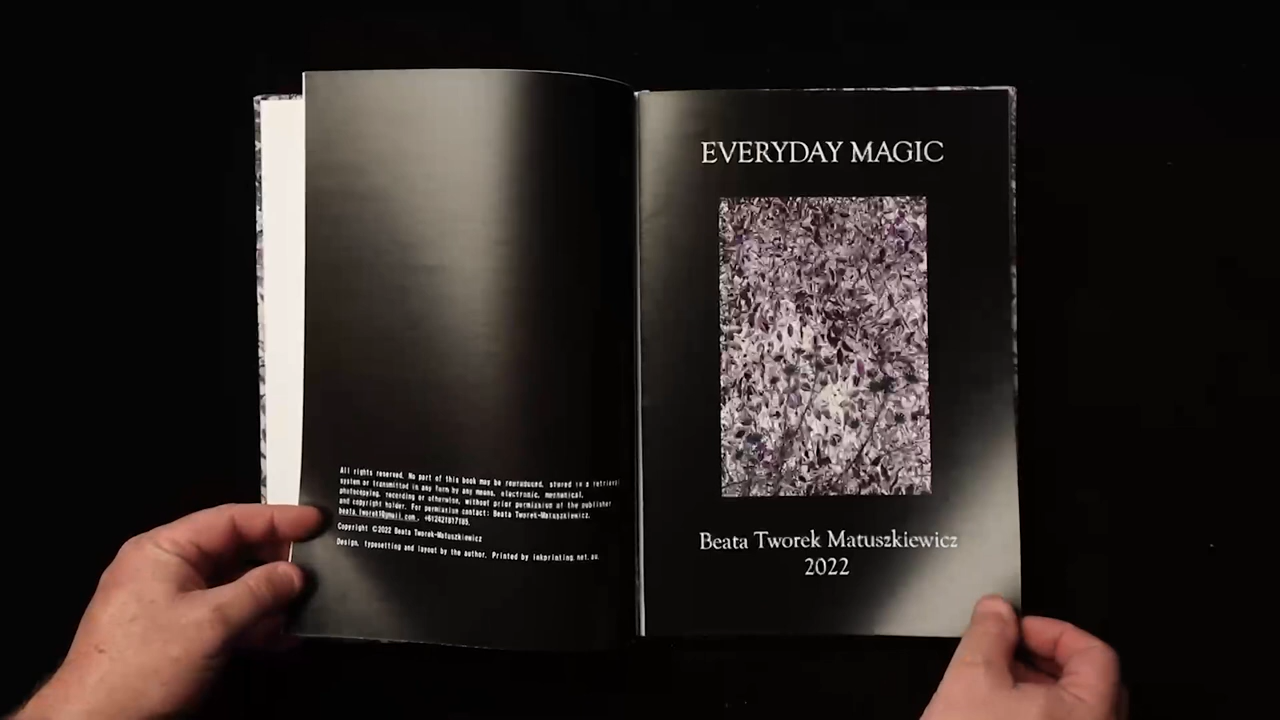 All rights reserved. No part of this book may be reproduced, stored in a retrieval
system or transmitted in any form by any means, electronic, mechanical,
photocopying, recording or otherwise, without prior permission of the publisher
and copyright holder. For permission contact: Beata Tworek-Matuszkiewicz,
Copyright ©2022 Beata Tworek-Matuszkiewicz
Design, typesetting and layout by the author. Printed by inkprinting.net.au.
EVERYDAY MAGIC
Beata Tworek Matuszkiewicz
2022